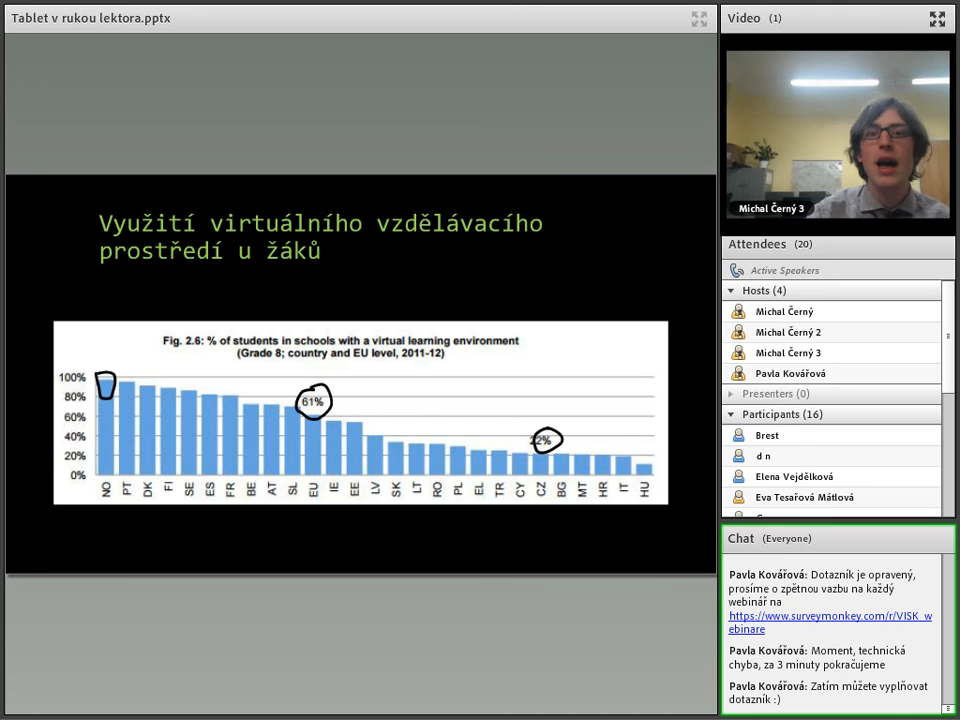 Tablet v rukou lektora.pptx
Využití virtuálního vzdělávacího
prostředí u žáků
Fig. 2.6: % of students in schools with a virtual learning environment
(Grade 8; country and EU level, 2011-12)
100%
80%
60%
40%
20%
0%
61%
22%
NO PT DK FI SE ES FR BE AT SL EU IE EE LV SK LT RO PL EL TR CY CZ BG MT HR IT HU
Video (1)
Michal Černý 3
Attendees (20)
Active Speakers
Hosts (4)
Michal Černý
Michal Černý 2
Michal Černý 3
Pavla Kovářová
Presenters (0)
Participants (16)
Brest
d n
Elena Vejdělková
Eva Tesařová Mátlová
Chat (Everyone)
Pavla Kovářová: Dotazník je opravený,
prosíme o zpětnou vazbu na každý
webinář na
https://www.surveymonkey.com/r/VISK_w
ebinare
Pavla Kovářová: Moment, technická
chyba, za 3 minuty pokračujeme
Pavla Kovářová: Zatím můžete vyplňovat
dotazník :)